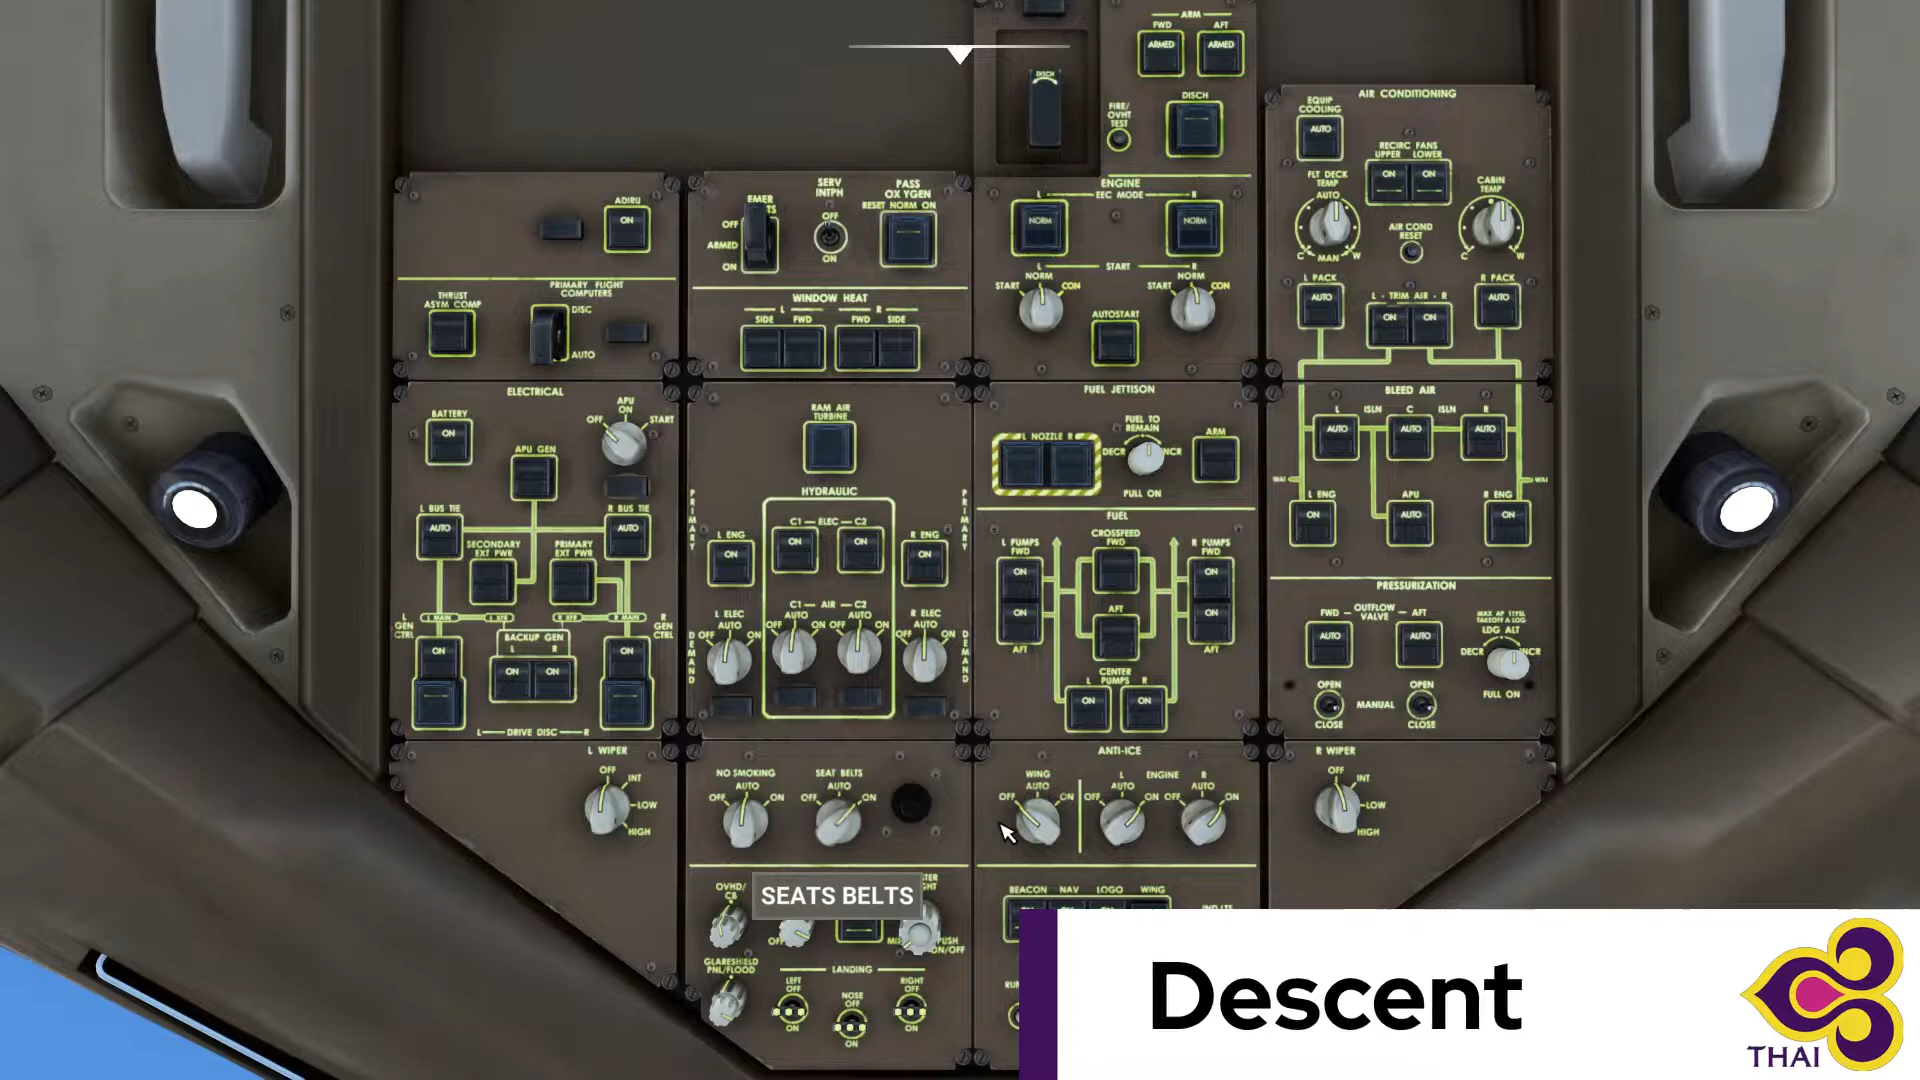 ARM
FWD AFT
ARMED ARMED
DISCH
FIRE/
OVHT
TEST
DISCH
AIR CONDITIONING
EQUIP
COOLING
AUTO
RECIRC FANS
UPPER LOWER
ON ON
FLT DECK
TEMP
AUTO
C MAN W
CABIN
TEMP
C W
AIR COND
RESET
L PACK
AUTO
L - TRIM AIR - R
ON ON
R PACK
AUTO
ADIRU
ON
THRUST
ASYM COMP
PRIMARY FLIGHT
COMPUTERS
DISC
AUTO
EMER
OFF
ARMED
ON
SERV
INTPH
OFF
ON
PASS
OXYGEN
RESET NORM ON
WINDOW HEAT
L R
SIDE FWD FWD SIDE
ENGINE
L EEC MODE R
NORM NORM
L START R
START NORM CON START NORM CON
AUTOSTART
ELECTRICAL
BATTERY
ON
APU
ON
OFF START
APU GEN
L BUS TIE
AUTO
R BUS TIE
AUTO
SECONDARY
EXT PWR
PRIMARY
EXT PWR
L MAIN L XFR R XFR R MAIN
L
GEN
CTRL
R
GEN
CTRL
ON
BACKUP GEN
L R
ON ON
ON
L DRIVE DISC R
RAM AIR
TURBINE
HYDRAULIC
PRIMARY
PRIMARY
L ENG
ON
C1 ELEC C2
ON ON
R ENG
ON
DEMAND
DEMAND
L ELEC
AUTO
OFF ON
C1 AIR C2
AUTO AUTO
OFF ON OFF ON
R ELEC
AUTO
OFF ON
FUEL JETTISON
L NOZZLE R
FUEL TO
REMAIN
DECR INCR
PULL ON
ARM
FUEL
L PUMPS
FWD
ON
ON
AFT
CROSSFEED
FWD
AFT
R PUMPS
FWD
ON
ON
AFT
CENTER
L PUMPS R
ON ON
BLEED AIR
L ISLN C ISLN R
AUTO AUTO AUTO
WAI WAI
L ENG APU R ENG
ON AUTO ON
PRESSURIZATION
FWD OUTFLOW AFT
VALVE
AUTO AUTO
LDG ALT
DECR INCR
PULL ON
OPEN OPEN
MANUAL
CLOSE CLOSE
L WIPER
OFF
INT
LOW
HIGH
NO SMOKING
AUTO
OFF ON
SEAT BELTS
AUTO
OFF ON
ANTI-ICE
WING
AUTO
OFF ON
L ENGINE R
AUTO AUTO
OFF ON OFF ON
R WIPER
OFF
INT
LOW
HIGH
OVHD/
CB
SEATS BELTS
OFF
PUSH
ON/OFF
GLARESHIELD
PNL/FLOOD
LANDING
LEFT
OFF
ON
NOSE
OFF
ON
RIGHT
OFF
ON
BEACON NAV LOGO WING
Descent
THAI